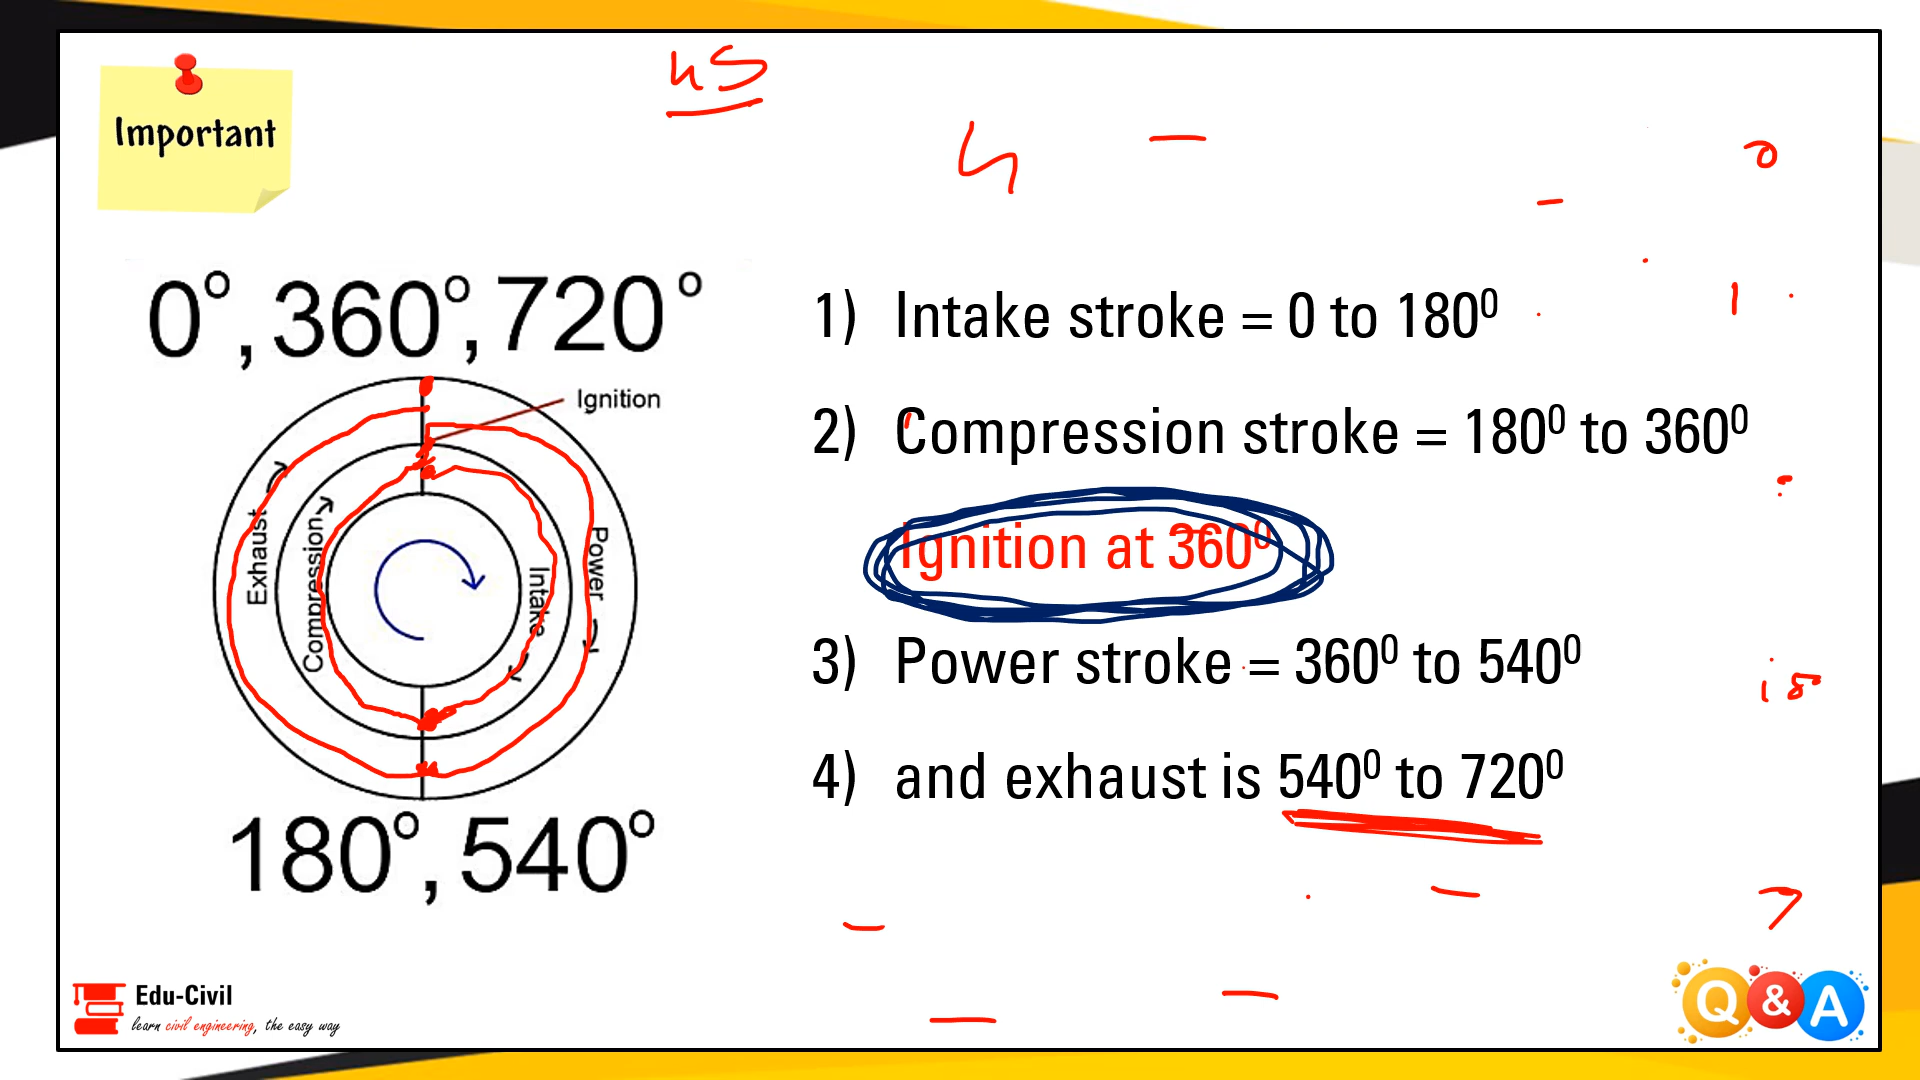 Important
0°, 360°, 720°
Ignition
Exhaust
Compression
Intake
Power
180°, 540°
1) Intake stroke = 0 to 180⁰
2) Compression stroke = 180⁰ to 360⁰
Ignition at 360⁰
3) Power stroke = 360⁰ to 540⁰
4) and exhaust is 540⁰ to 720⁰
Edu-Civil
learn civil engineering, the easy way
Q&A